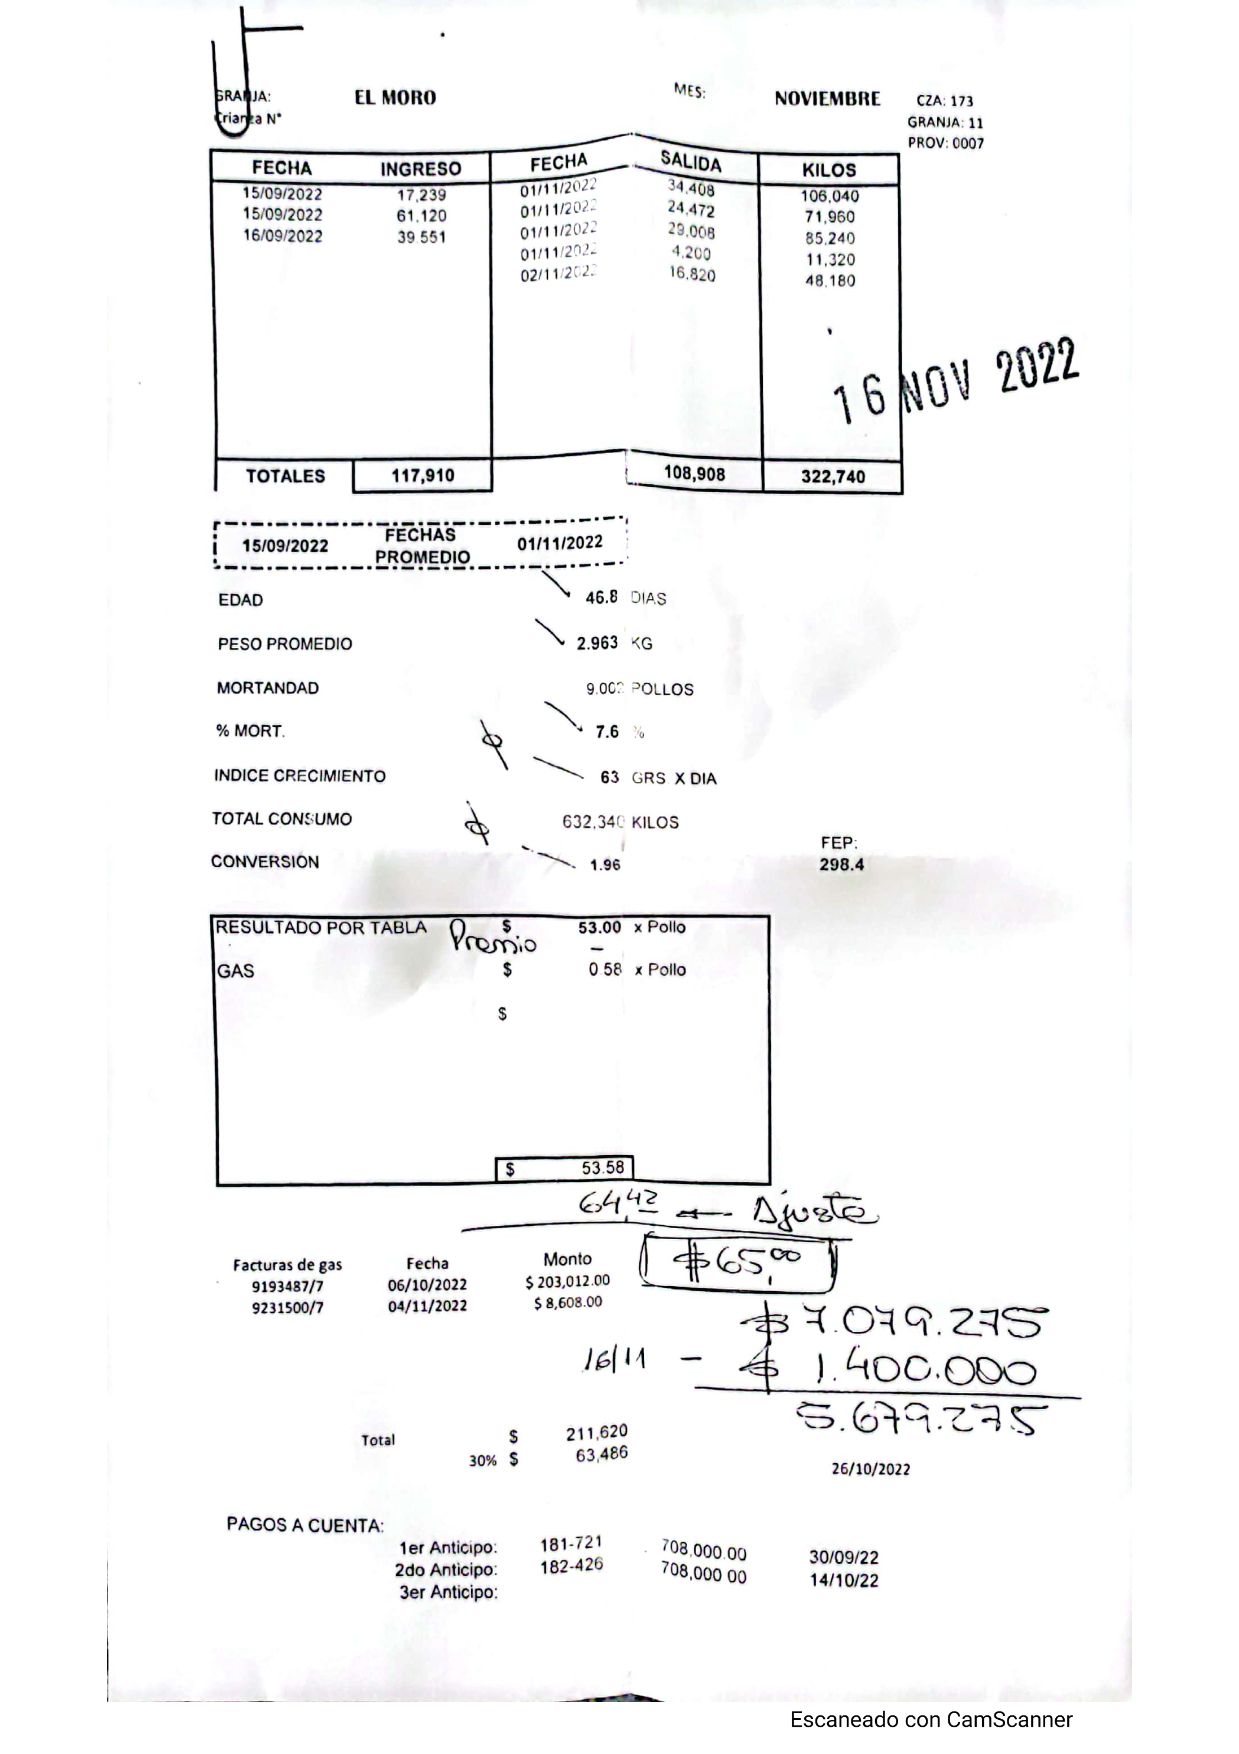 GRANJA: EL MORO MES: NOVIEMBRE CZA: 173
Crianza N° GRANJA: 11
PROV: 0007
FECHA INGRESO FECHA SALIDA KILOS
15/09/2022 17,239 01/11/2022 34,408 106,040
15/09/2022 61,120 01/11/2022 24,472 71,960
16/09/2022 39 551 01/11/2022 29,008 85,240
01/11/2022 4,200 11,320
02/11/2022 16,820 48,180
16 NOV 2022
TOTALES 117,910 108,908 322,740
15/09/2022 FECHAS PROMEDIO 01/11/2022
EDAD 46.8 DIAS
PESO PROMEDIO 2.963 KG
MORTANDAD 9.002 POLLOS
% MORT. 7.6 %
INDICE CRECIMIENTO 63 GRS X DIA
TOTAL CONSUMO 632,340 KILOS
FEP:
CONVERSION 1.96 298.4
RESULTADO POR TABLA $ 53.00 x Pollo
Premio –
GAS $ 0.58 x Pollo
$
$ 53.58
64,42 ← Ajuste
$65,00
Facturas de gas Fecha Monto
9193487/7 06/10/2022 $ 203,012.00
9231500/7 04/11/2022 $ 8,608.00
$ 7.079.275
16/11 – $ 1.400.000
5.679.275
Total $ 211,620
30% $ 63,486
26/10/2022
PAGOS A CUENTA:
1er Anticipo: 181-721 708,000.00 30/09/22
2do Anticipo: 182-426 708,000 00 14/10/22
3er Anticipo:
Escaneado con CamScanner